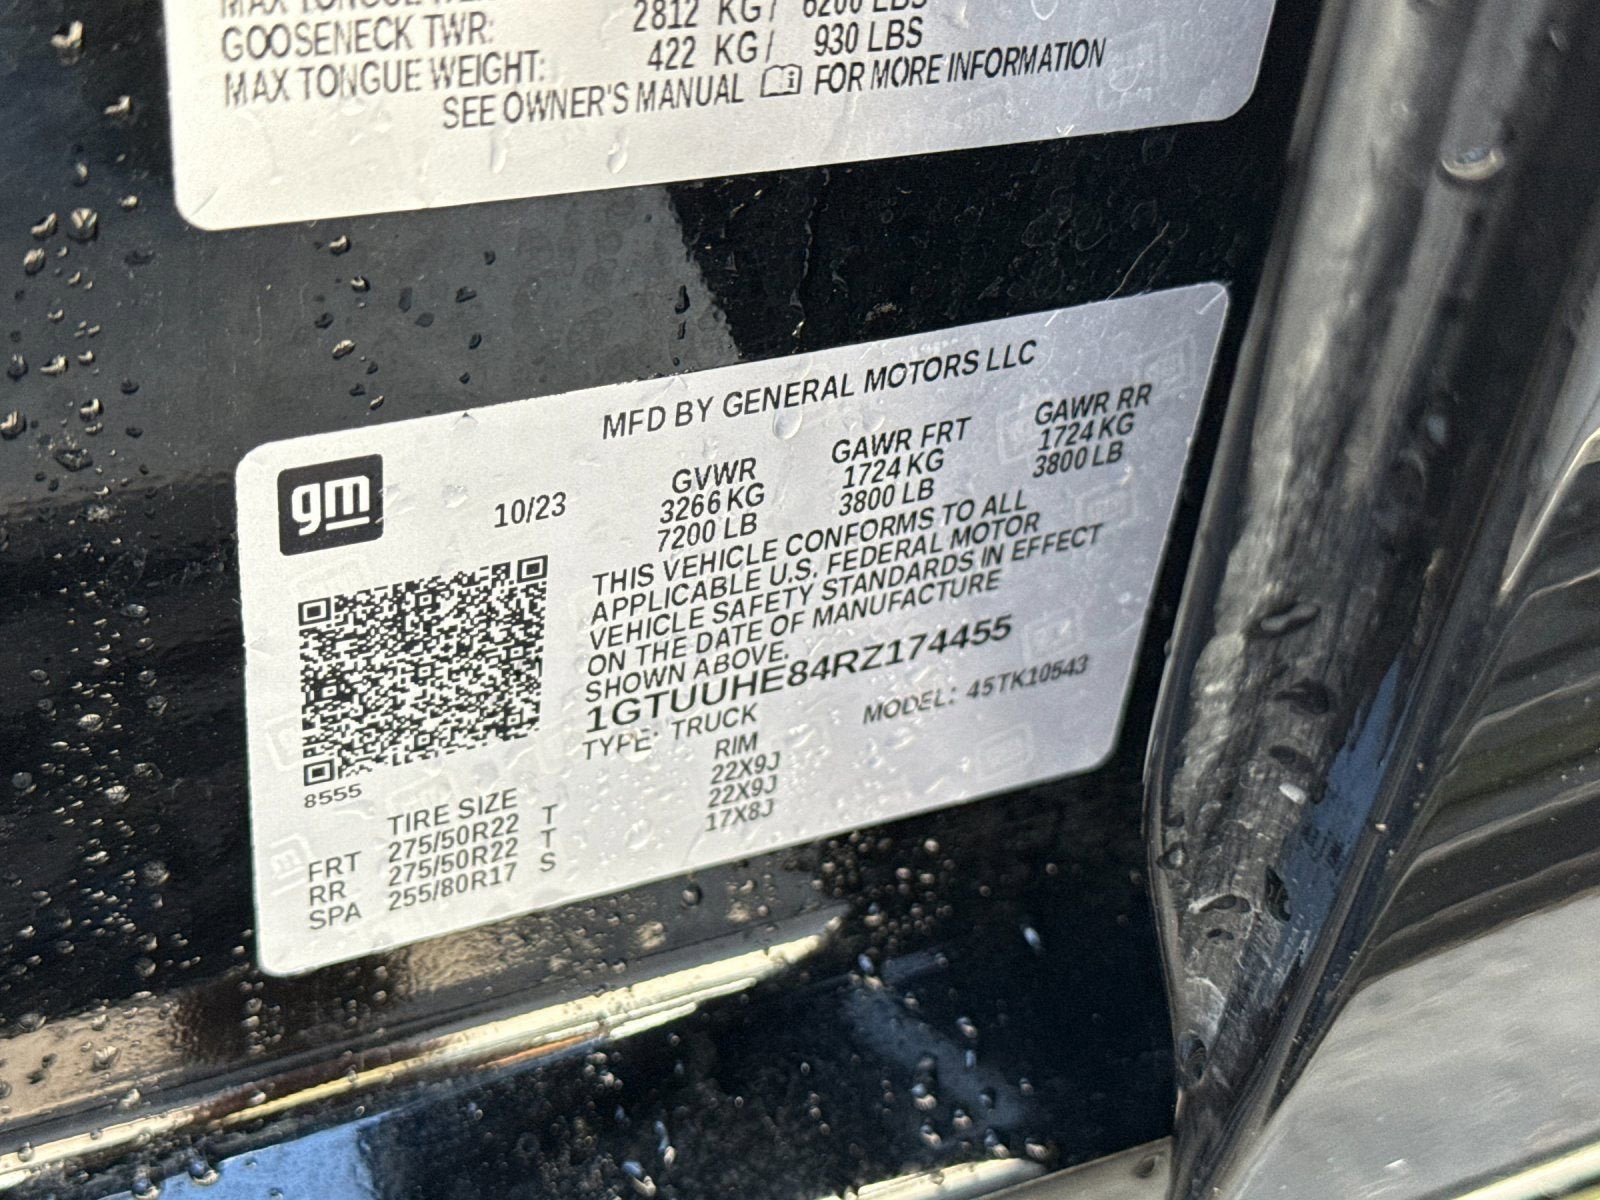 MAX TONGUE
GOOSENECK TWR: 2812 KG/ 6200 LBS
MAX TONGUE WEIGHT: 422 KG/ 930 LBS
SEE OWNER'S MANUAL FOR MORE INFORMATION
MFD BY GENERAL MOTORS LLC
gm
10/23
GVWR GAWR FRT GAWR RR
3266 KG 1724 KG 1724 KG
7200 LB 3800 LB 3800 LB
THIS VEHICLE CONFORMS TO ALL
APPLICABLE U.S. FEDERAL MOTOR
VEHICLE SAFETY STANDARDS IN EFFECT
ON THE DATE OF MANUFACTURE
SHOWN ABOVE.
1GTUUHE84RZ174455
TYPE: TRUCK MODEL: 45TK10543
8555
TIRE SIZE RIM
FRT 275/50R22 T 22X9J
RR 275/50R22 T 22X9J
SPA 255/80R17 S 17X8J